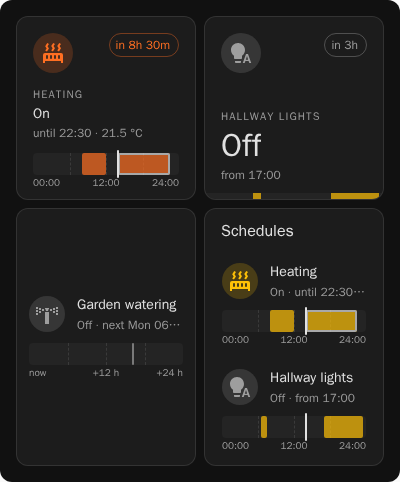 in 8h 30m
HEATING
On
until 22:30 · 21.5 °C
00:00 12:00 24:00
in 3h
A
HALLWAY LIGHTS
Off
from 17:00
Garden watering
Off · next Mon 06···
now +12 h +24 h
Schedules
Heating
On · until 22:30···
00:00 12:00 24:00
A
Hallway lights
Off · from 17:00
00:00 12:00 24:00